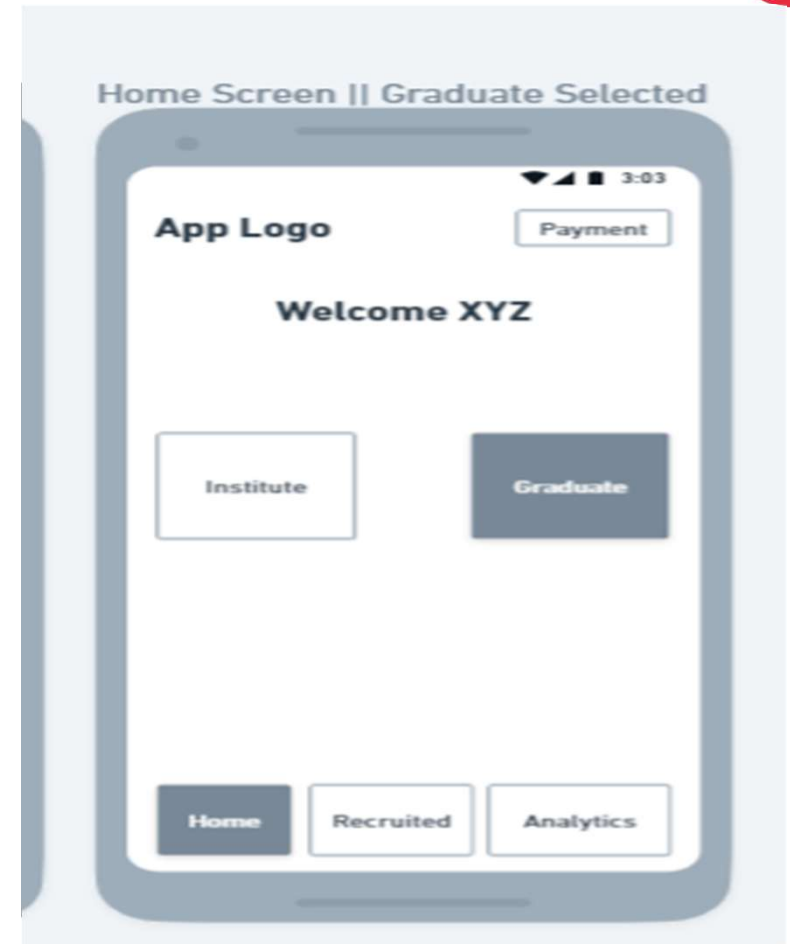 Home Screen || Graduate Selected
3:03
App Logo
Payment
Welcome XYZ
Institute
Graduate
Home
Recruited
Analytics